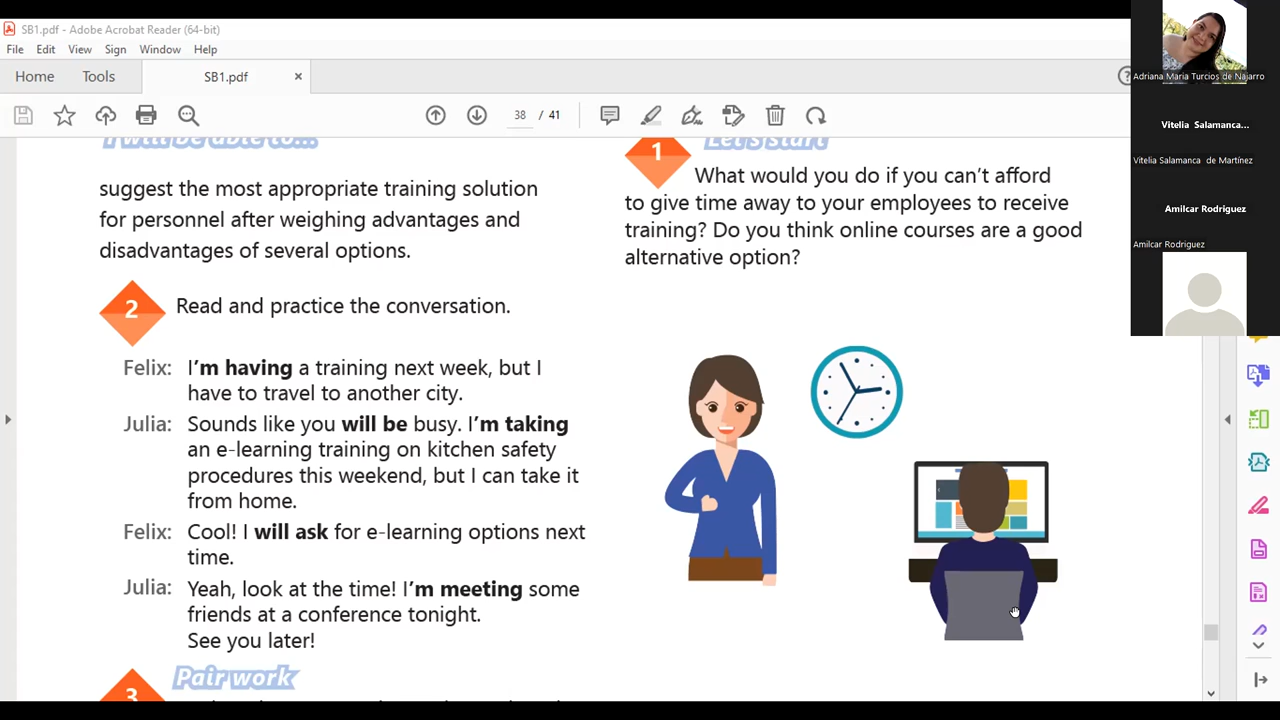 SB1.pdf - Adobe Acrobat Reader (64-bit)
File Edit View Sign Window Help
Home Tools SB1.pdf ×
38 / 41
I will be able to...
suggest the most appropriate training solution
for personnel after weighing advantages and
disadvantages of several options.
1 Let's start
What would you do if you can't afford
to give time away to your employees to receive
training? Do you think online courses are a good
alternative option?
2 Read and practice the conversation.
Felix: I'm having a training next week, but I
have to travel to another city.
Julia: Sounds like you will be busy. I'm taking
an e-learning training on kitchen safety
procedures this weekend, but I can take it
from home.
Felix: Cool! I will ask for e-learning options next
time.
Julia: Yeah, look at the time! I'm meeting some
friends at a conference tonight.
See you later!
3 Pair work
Adriana Maria Turcios de Najarro
Vitelia Salamanca...
Vitelia Salamanca de Martínez
Amilcar Rodriguez
Amilcar Rodriguez